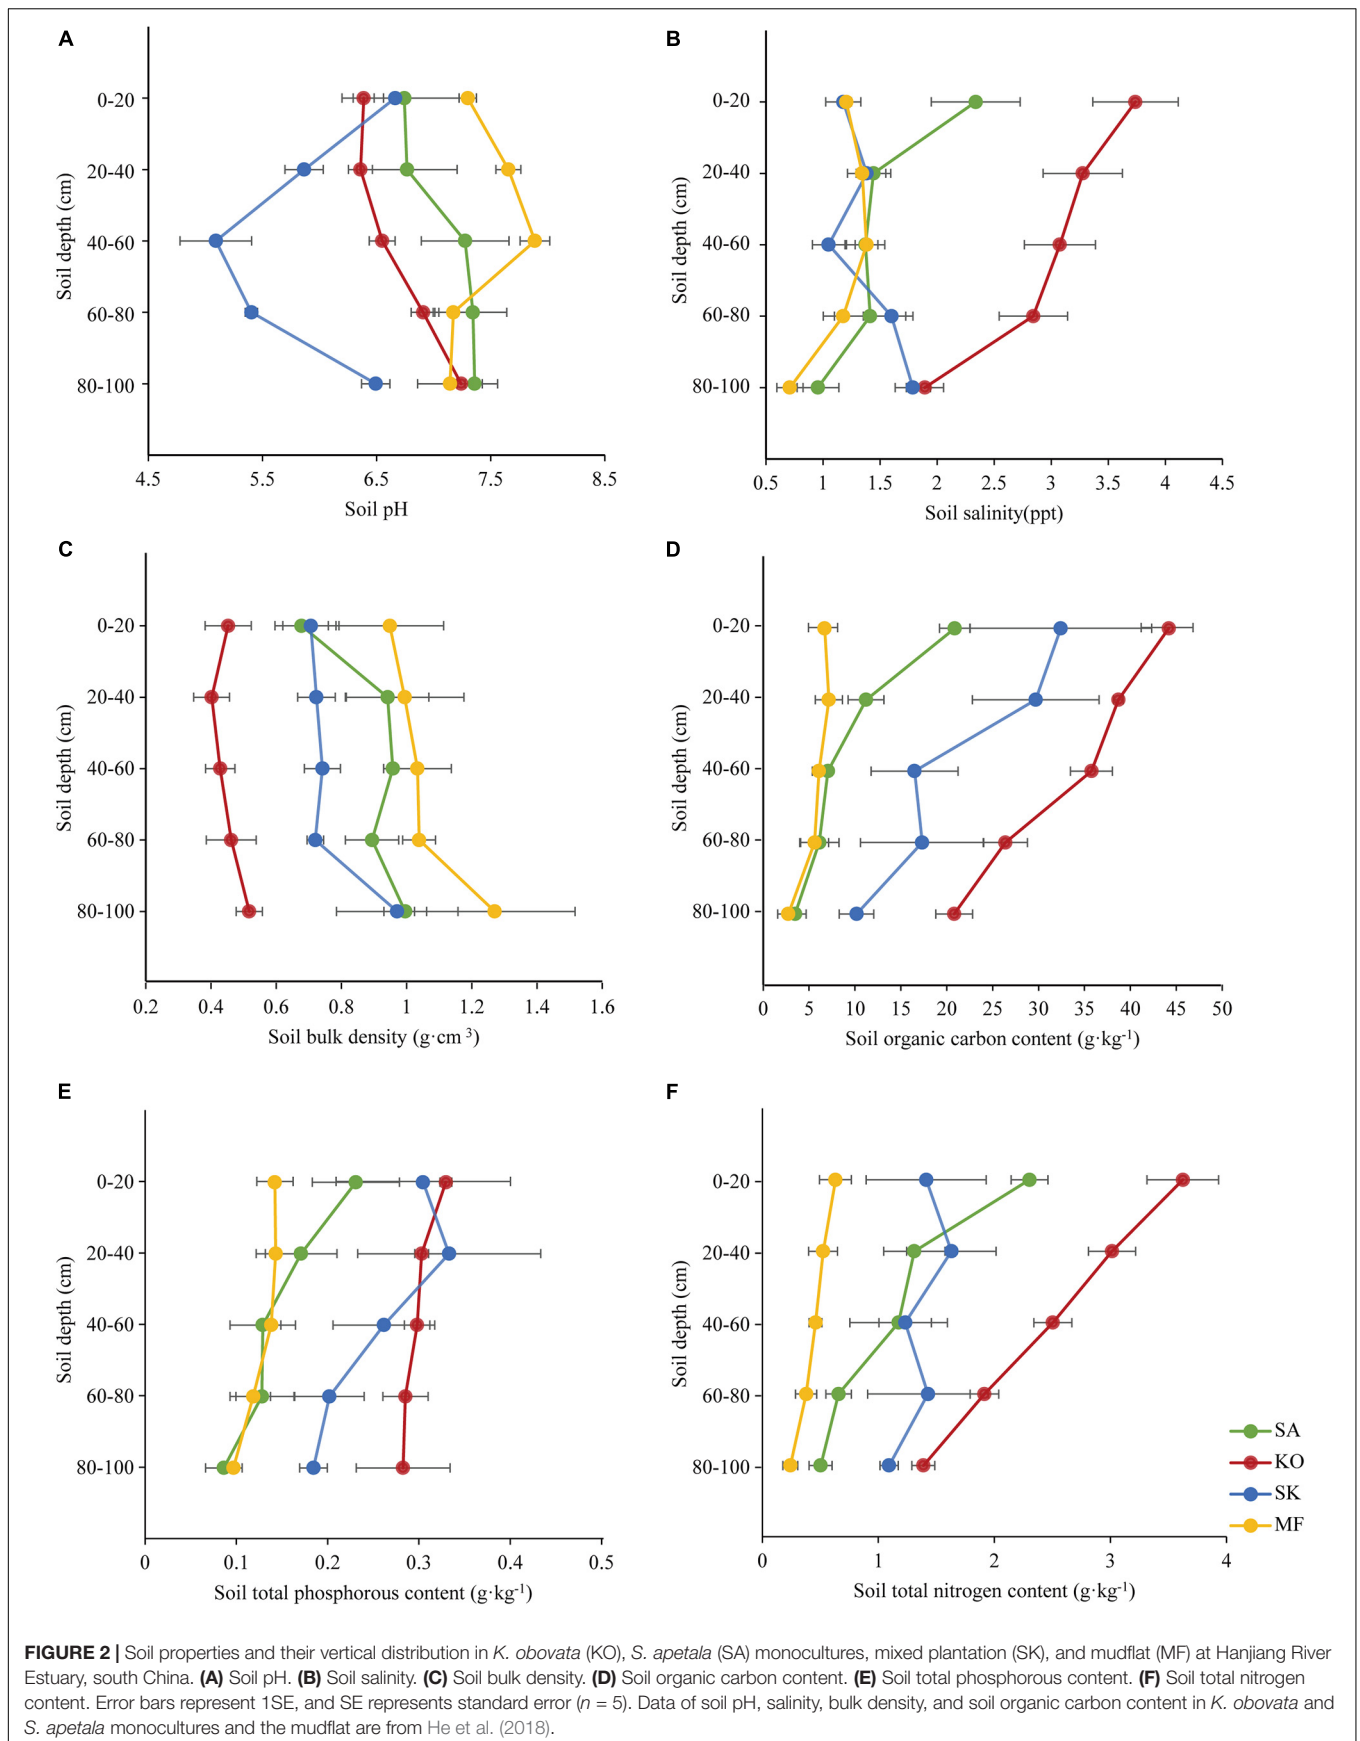 A
0-20
20-40
40-60
60-80
80-100
Soil depth (cm)
4.5 5.5 6.5 7.5 8.5
Soil pH
B
0-20
20-40
40-60
60-80
80-100
Soil depth (cm)
0.5 1 1.5 2 2.5 3 3.5 4 4.5
Soil salinity(ppt)
C
0-20
20-40
40-60
60-80
80-100
Soil depth (cm)
0.2 0.4 0.6 0.8 1 1.2 1.4 1.6
Soil bulk density (g·cm³)
D
0-20
20-40
40-60
60-80
80-100
Soil depth (cm)
0 5 10 15 20 25 30 35 40 45 50
Soil organic carbon content (g·kg⁻¹)
E
0-20
20-40
40-60
60-80
80-100
Soil depth (cm)
0 0.1 0.2 0.3 0.4 0.5
Soil total phosphorous content (g·kg⁻¹)
F
0-20
20-40
40-60
60-80
80-100
Soil depth (cm)
0 1 2 3 4
Soil total nitrogen content (g·kg⁻¹)
SA
KO
SK
MF
FIGURE 2 | Soil properties and their vertical distribution in K. obovata (KO), S. apetala (SA) monocultures, mixed plantation (SK), and mudflat (MF) at Hanjiang River
Estuary, south China. (A) Soil pH. (B) Soil salinity. (C) Soil bulk density. (D) Soil organic carbon content. (E) Soil total phosphorous content. (F) Soil total nitrogen
content. Error bars represent 1SE, and SE represents standard error (n = 5). Data of soil pH, salinity, bulk density, and soil organic carbon content in K. obovata and
S. apetala monocultures and the mudflat are from He et al. (2018).